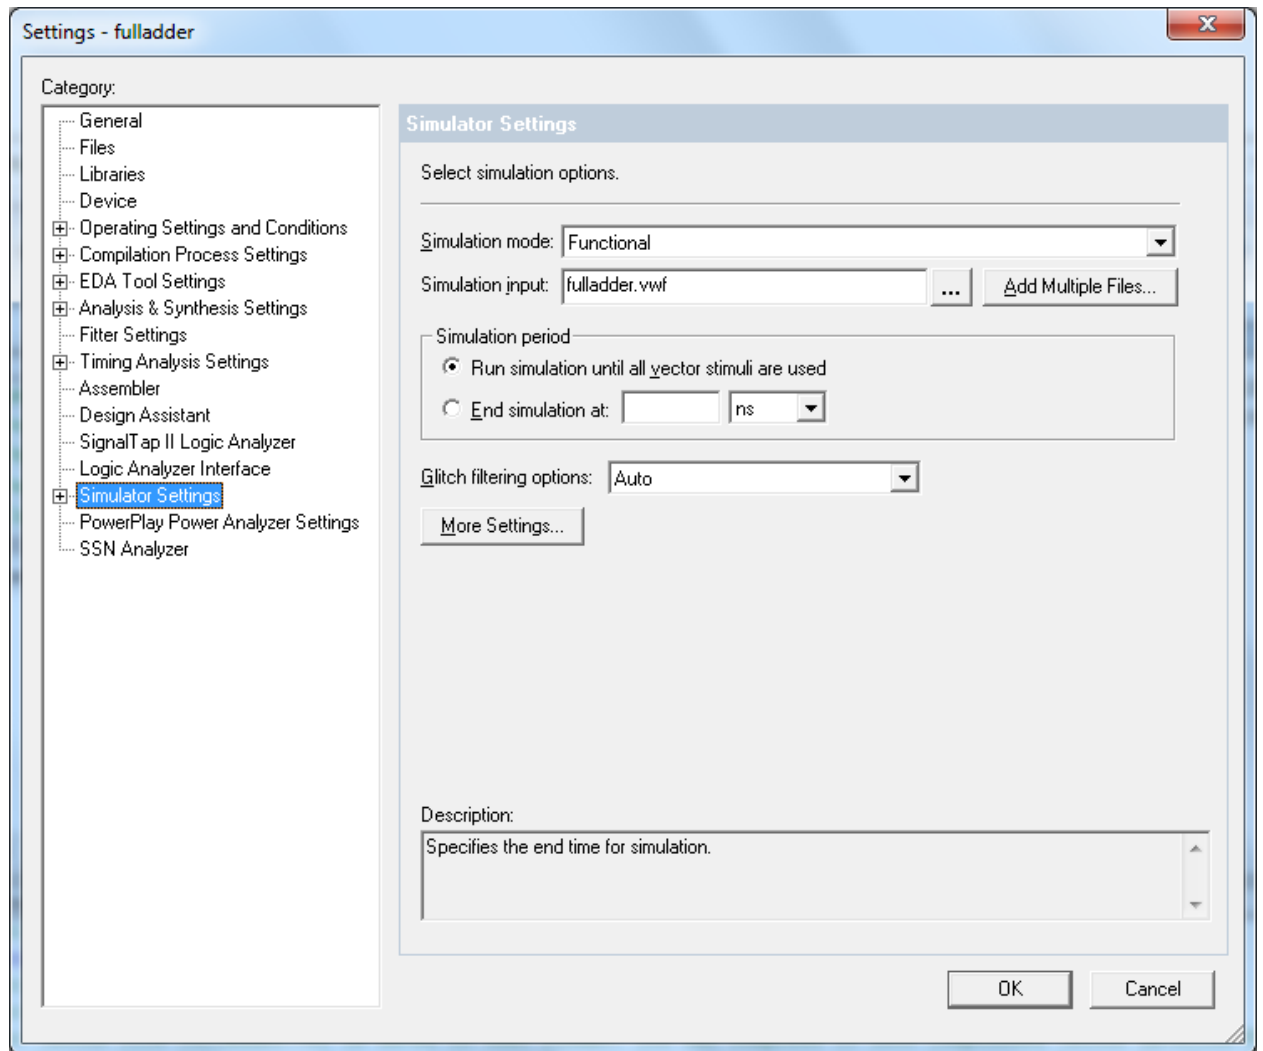 Settings - fulladder
X
Category:
General
Files
Libraries
Device
Operating Settings and Conditions
Compilation Process Settings
EDA Tool Settings
Analysis & Synthesis Settings
Fitter Settings
Timing Analysis Settings
Assembler
Design Assistant
SignalTap II Logic Analyzer
Logic Analyzer Interface
Simulator Settings
PowerPlay Power Analyzer Settings
SSN Analyzer
Simulator Settings
Select simulation options.
Simulation mode: Functional
Simulation input: fulladder.vwf ... Add Multiple Files...
Simulation period
Run simulation until all vector stimuli are used
End simulation at: ns
Glitch filtering options: Auto
More Settings...
Description:
Specifies the end time for simulation.
OK Cancel